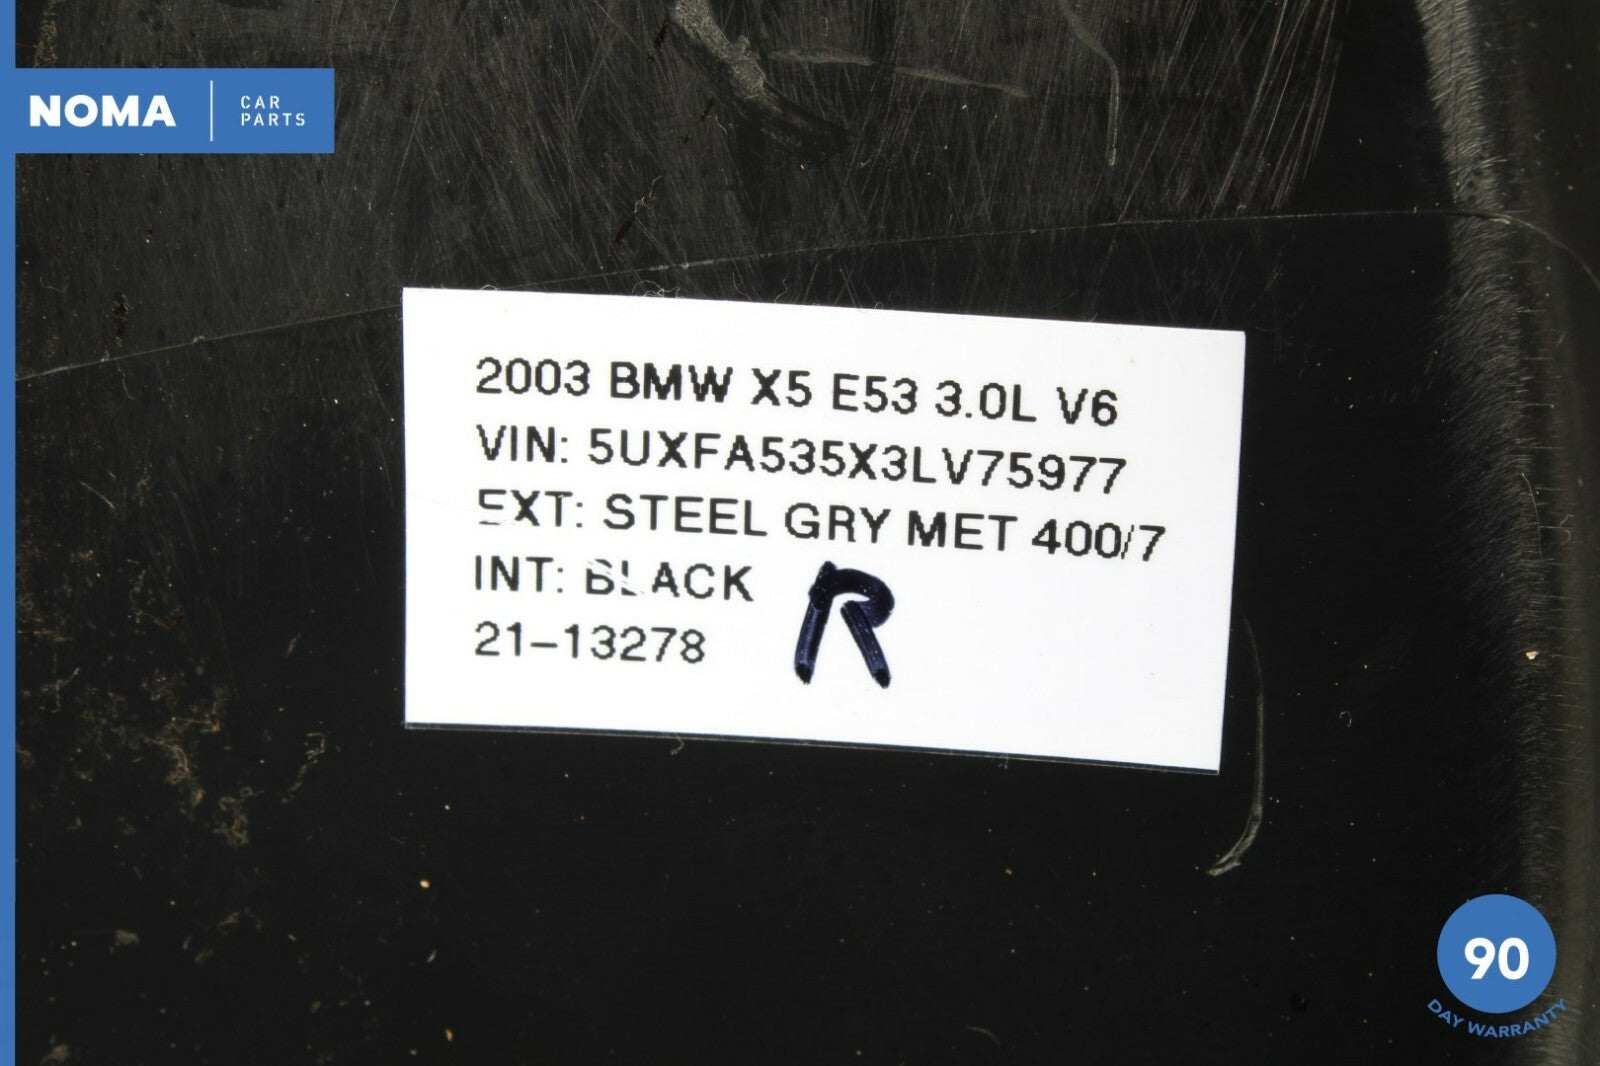 NOMA
CAR
PARTS
2003 BMW X5 E53 3.0L V6
VIN: 5UXFA535X3LV75977
EXT: STEEL GRY MET 400/7
INT: BLACK
21-13278
R
90
DAY WARRANTY